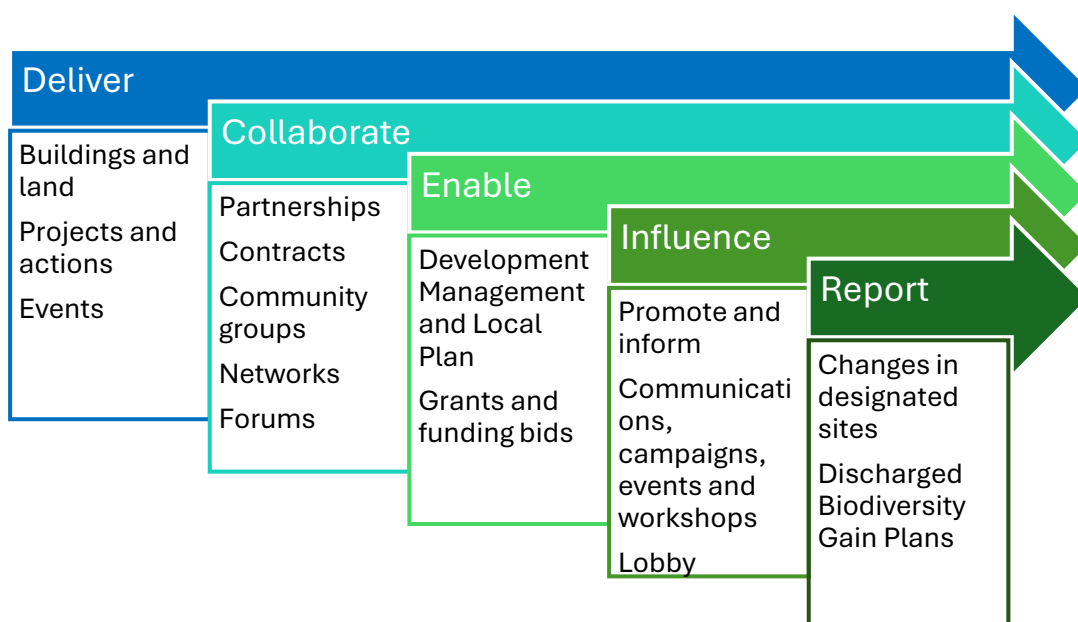 Deliver
Buildings and
land
Projects and
actions
Events
Collaborate
Partnerships
Contracts
Community
groups
Networks
Forums
Enable
Development
Management
and Local
Plan
Grants and
funding bids
Influence
Promote and
inform
Communicati
ons,
campaigns,
events and
workshops
Lobby
Report
Changes in
designated
sites
Discharged
Biodiversity
Gain Plans